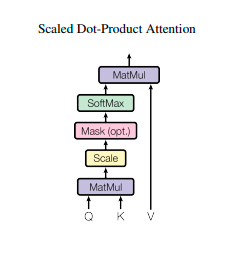 Scaled Dot-Product Attention
MatMul
SoftMax
Mask (opt.)
Scale
MatMul
Q K V